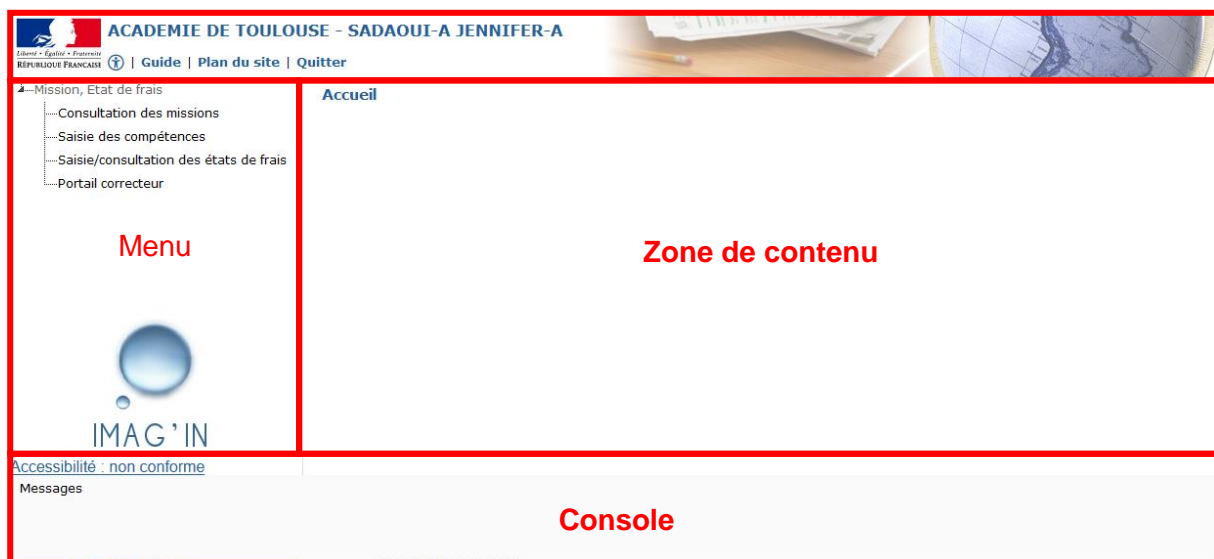 ACADEMIE DE TOULOUSE - SADAOUI-A JENNIFER-A
Liberté • Égalité • Fraternité
RÉPUBLIQUE FRANÇAISE
| Guide | Plan du site | Quitter
Mission, Etat de frais
Consultation des missions
Saisie des compétences
Saisie/consultation des états de frais
Portail correcteur
Menu
IMAG'IN
Accueil
Zone de contenu
Accessibilité : non conforme
Messages
Console